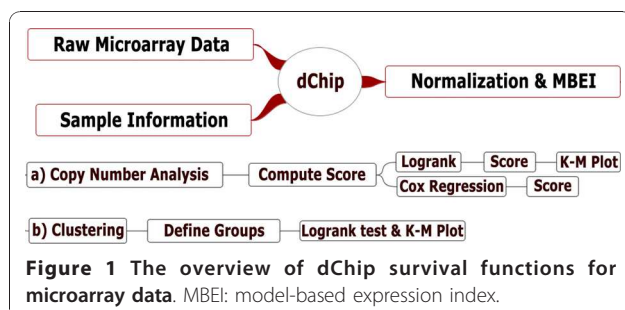 Raw Microarray Data
dChip
Normalization & MBEI
Sample Information
a) Copy Number Analysis
Compute Score
Logrank
Score
K-M Plot
Cox Regression
Score
b) Clustering
Define Groups
Logrank test & K-M Plot
Figure 1 The overview of dChip survival functions for
microarray data. MBEI: model-based expression index.